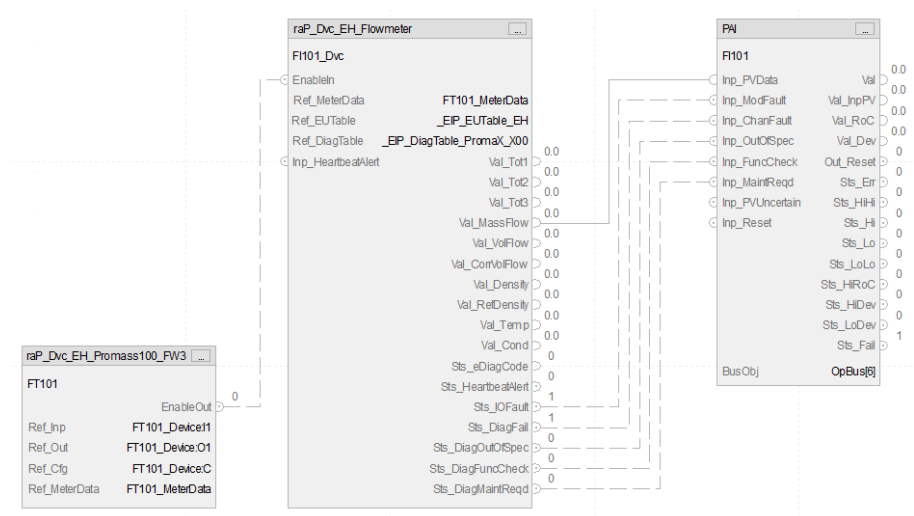 raP_Dvc_EH_Flowmeter ...
FI101_Dvc
EnableIn
Ref_MeterData FT101_MeterData
Ref_EUTable _EIP_EUTable_EH
Ref_DiagTable _EIP_DiagTable_PromaX_X00
Inp_HeartbeatAlert Val_Tot1 0.0
Val_Tot2 0.0
Val_Tot3 0.0
Val_MassFlow 0.0
Val_VolFlow 0.0
Val_CorrVolFlow 0.0
Val_Density 0.0
Val_RefDensity 0.0
Val_Temp 0.0
Val_Cond 0.0
Sts_eDiagCode 0
Sts_HeartbeatAlert 0
Sts_IOFault 1
Sts_DiagFail 1
Sts_DiagOutOfSpec 0
Sts_DiagFuncCheck 0
Sts_DiagMaintReqd 0
PAI ...
FI101
Inp_PVData Val 0.0
Inp_ModFault Val_InpPV 0.0
Inp_ChanFault Val_RoC 0.0
Inp_OutOfSpec Val_Dev 0.0
Inp_FuncCheck Out_Reset 0
Inp_MaintReqd Sts_Err 0
Inp_PVUncertain Sts_HiHi 0
Inp_Reset Sts_Hi 0
Sts_Lo 0
Sts_LoLo 0
Sts_HiRoC 0
Sts_HiDev 0
Sts_LoDev 0
Sts_Fail 1
BusObj OpBus[6]
raP_Dvc_EH_Promass100_FW3 ...
FT101
EnableOut 0
Ref_Inp FT101_Device:I1
Ref_Out FT101_Device:O1
Ref_Cfg FT101_Device:C
Ref_MeterData FT101_MeterData